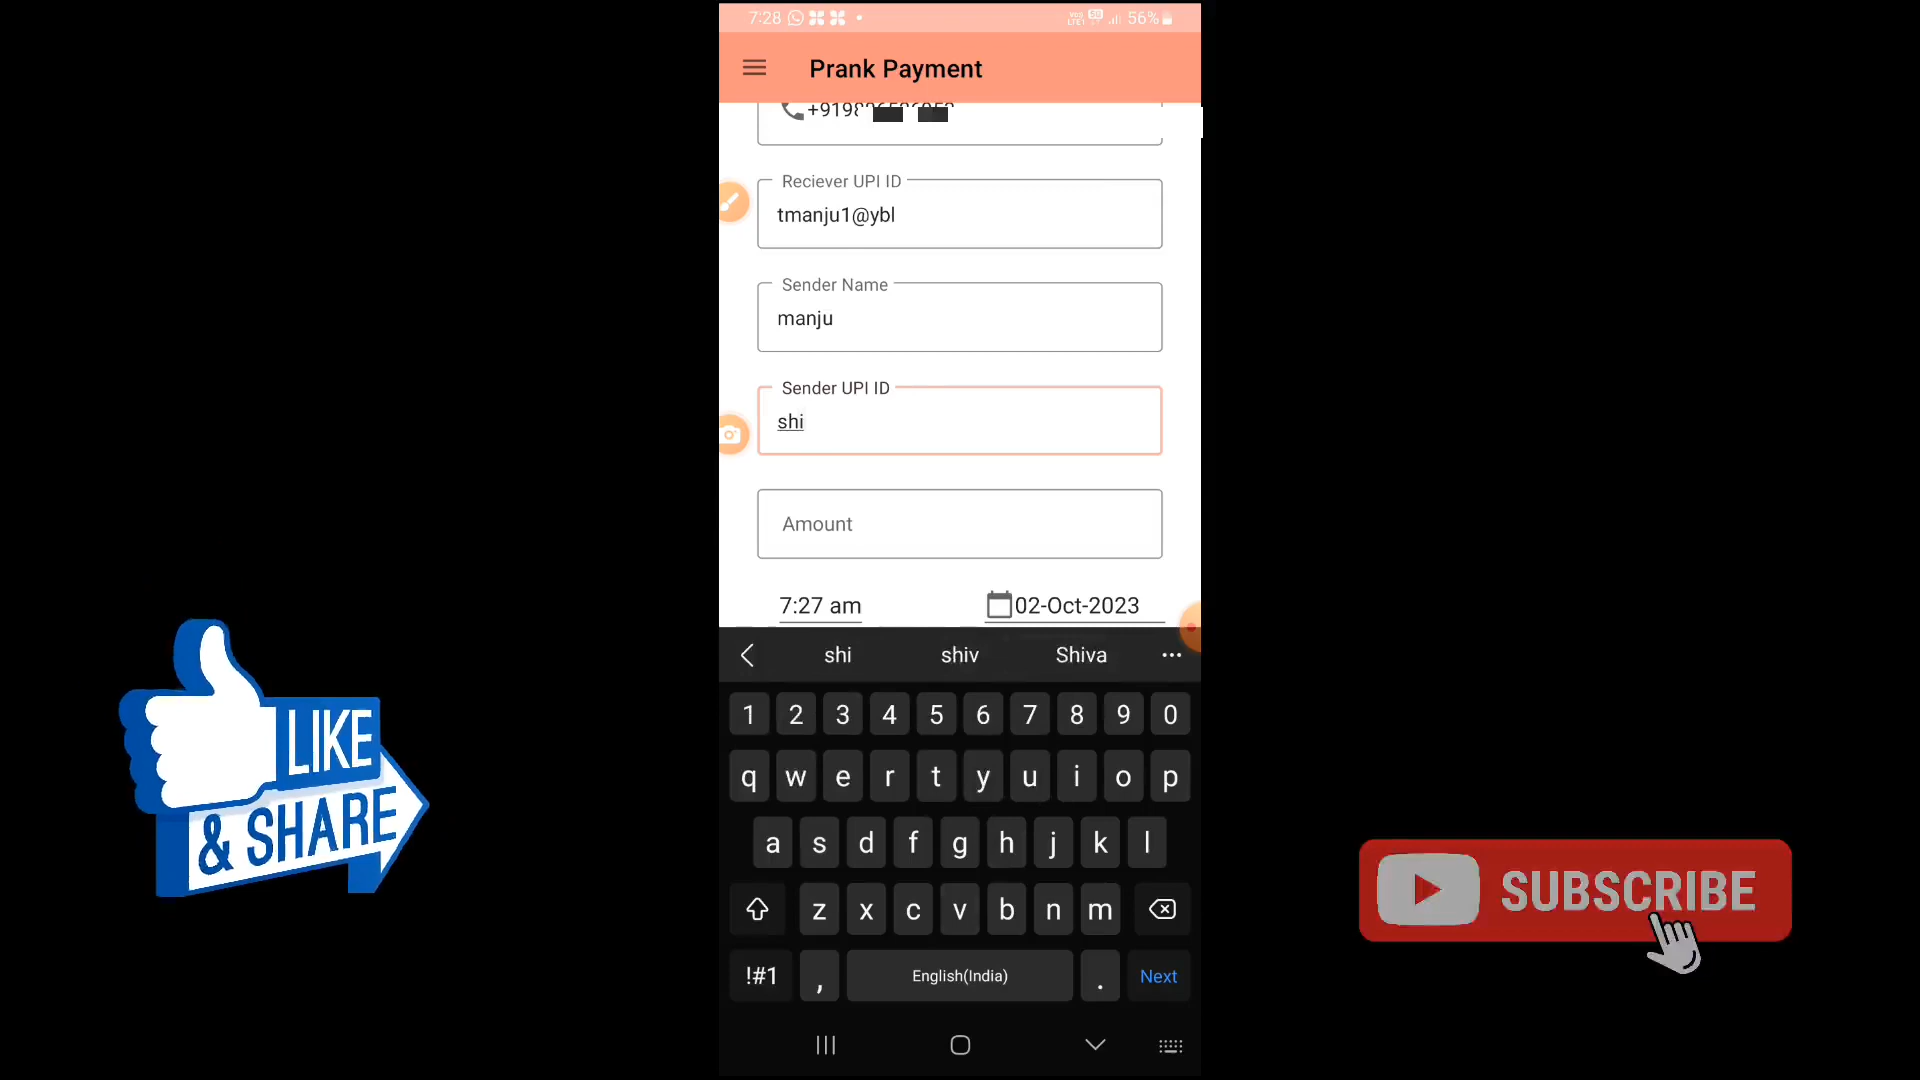 7:28 56%
Prank Payment
Reciever UPI ID
tmanju1@ybl
Sender Name
manju
Sender UPI ID
shi
Amount
7:27 am 02-Oct-2023
shi shiv Shiva
1 2 3 4 5 6 7 8 9 0
q w e r t y u i o p
a s d f g h j k l
z x c v b n m
!#1 , English(India) . Next
LIKE
& SHARE
SUBSCRIBE